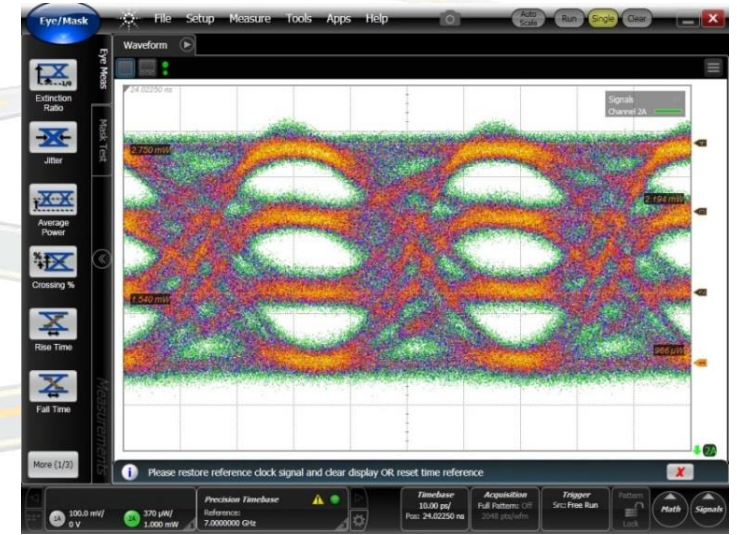 Eye/Mask
File Setup Measure Tools Apps Help
Auto Scale
Run
Single
Clear
Waveform
Eye Meas
Mask Test
Extinction
Ratio
Jitter
Average
Power
Crossing %
Rise Time
Fall Time
More (1/3)
Measurements
24.02250 ns
Signals
Channel 2A
2.750 mW
2.194 mW
1.540 mW
966 µW
2A
Please restore reference clock signal and clear display OR reset time reference
X
1A 100.0 mV/
0 V
2A 370 µW/
1.000 mW
Precision Timebase
Reference:
7.0000000 GHz
Timebase
10.00 ps/
Pos: 24.02250 ns
Acquisition
Full Pattern: Off
2048 pts/wfm
Trigger
Src: Free Run
Pattern
Lock
Math
Signals